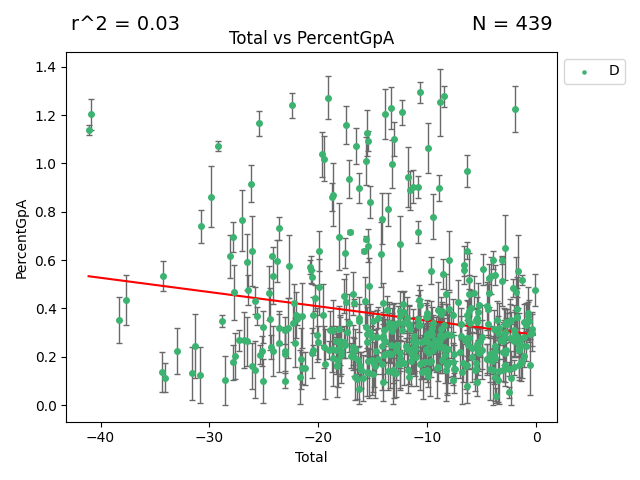 r^2 = 0.03
N = 439
Total vs PercentGpA
D
1.4
1.2
1.0
0.8
0.6
0.4
0.2
0.0
PercentGpA
−40
−30
−20
−10
0
Total